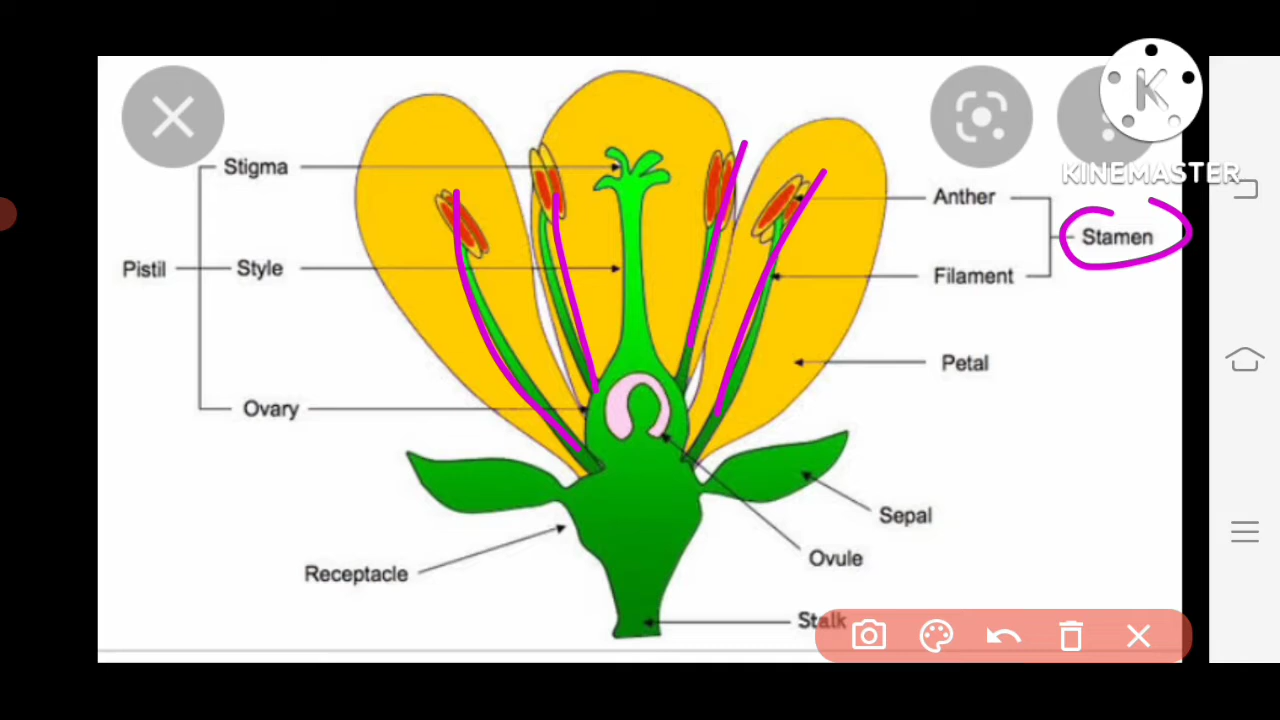 K
KINEMASTER
Stigma
Anther
Stamen
Pistil
Style
Filament
Petal
Ovary
Sepal
Ovule
Receptacle
Stalk